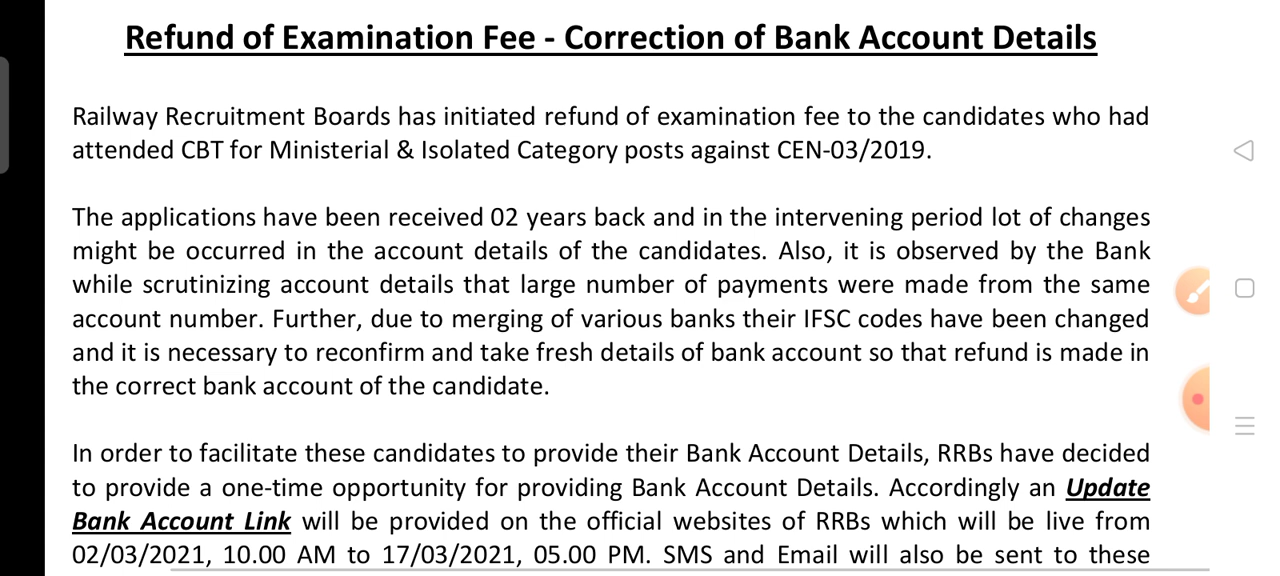 Refund of Examination Fee - Correction of Bank Account Details
Railway Recruitment Boards has initiated refund of examination fee to the candidates who had
attended CBT for Ministerial & Isolated Category posts against CEN-03/2019.
The applications have been received 02 years back and in the intervening period lot of changes
might be occurred in the account details of the candidates. Also, it is observed by the Bank
while scrutinizing account details that large number of payments were made from the same
account number. Further, due to merging of various banks their IFSC codes have been changed
and it is necessary to reconfirm and take fresh details of bank account so that refund is made in
the correct bank account of the candidate.
In order to facilitate these candidates to provide their Bank Account Details, RRBs have decided
to provide a one-time opportunity for providing Bank Account Details. Accordingly an Update
Bank Account Link will be provided on the official websites of RRBs which will be live from
02/03/2021, 10.00 AM to 17/03/2021, 05.00 PM. SMS and Email will also be sent to these